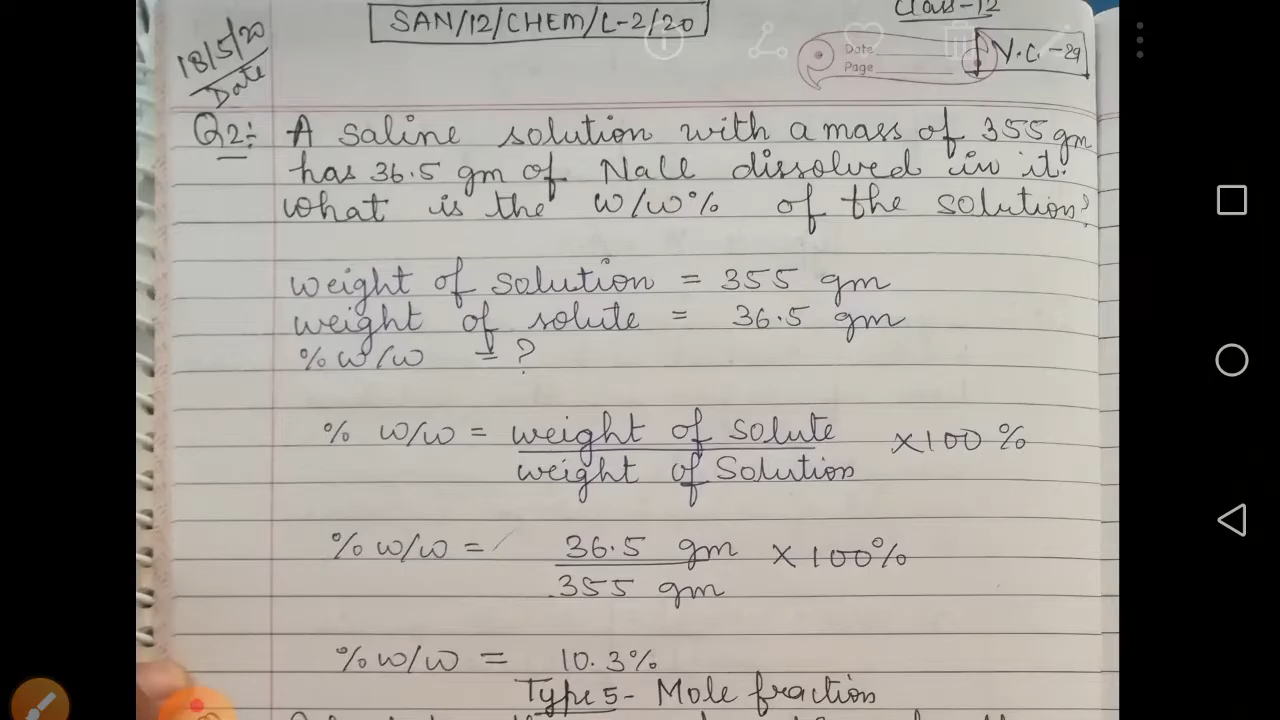 SAN/12/CHEM/L-2/20
Class-12
18/5/20
Date
Date
Page
V.C.-29
Q2:- A saline solution with a mass of 355 gm
has 36.5 gm of Nacl dissolved in it.
what is the w/w% of the solution?
weight of solution = 355 gm
weight of solute = 36.5 gm
% w/w = ?
% w/w = weight of solute
weight of Solution
×100 %
% w/w = 36.5 gm
355 gm
×100%
% w/w = 10.3%
Type 5- Mole fraction